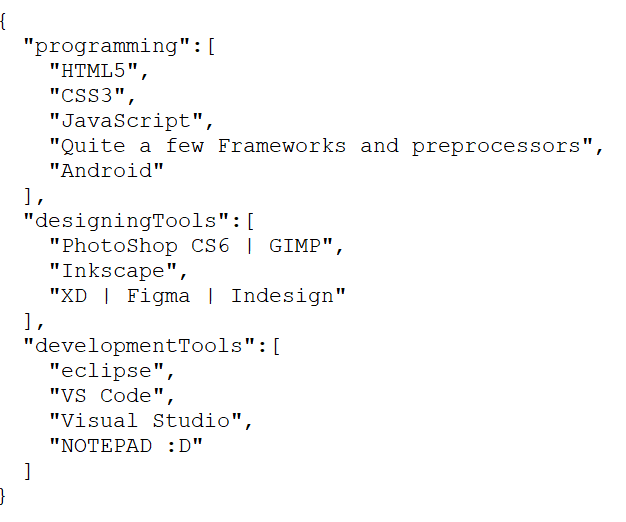 {
  "programming":[
    "HTML5",
    "CSS3",
    "JavaScript",
    "Quite a few Frameworks and preprocessors",
    "Android"
  ],
  "designingTools":[
    "PhotoShop CS6 | GIMP",
    "Inkscape",
    "XD | Figma | Indesign"
  ],
  "developmentTools":[
    "eclipse",
    "VS Code",
    "Visual Studio",
    "NOTEPAD :D"
  ]
}